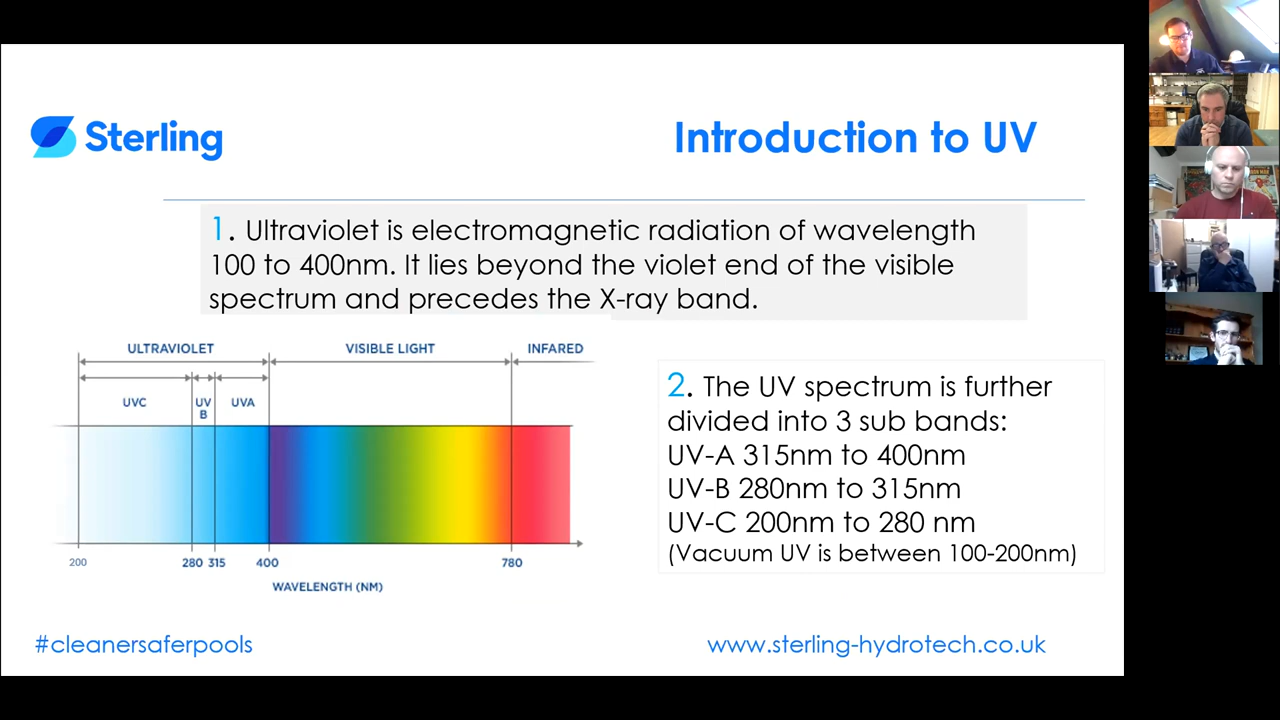 Sterling
Introduction to UV
1. Ultraviolet is electromagnetic radiation of wavelength
100 to 400nm. It lies beyond the violet end of the visible
spectrum and precedes the X-ray band.
ULTRAVIOLET
VISIBLE LIGHT
INFARED
UVC
UV
B
UVA
200
280
315
400
780
WAVELENGTH (NM)
2. The UV spectrum is further
divided into 3 sub bands:
UV-A 315nm to 400nm
UV-B 280nm to 315nm
UV-C 200nm to 280 nm
(Vacuum UV is between 100-200nm)
#cleanersaferpools
www.sterling-hydrotech.co.uk